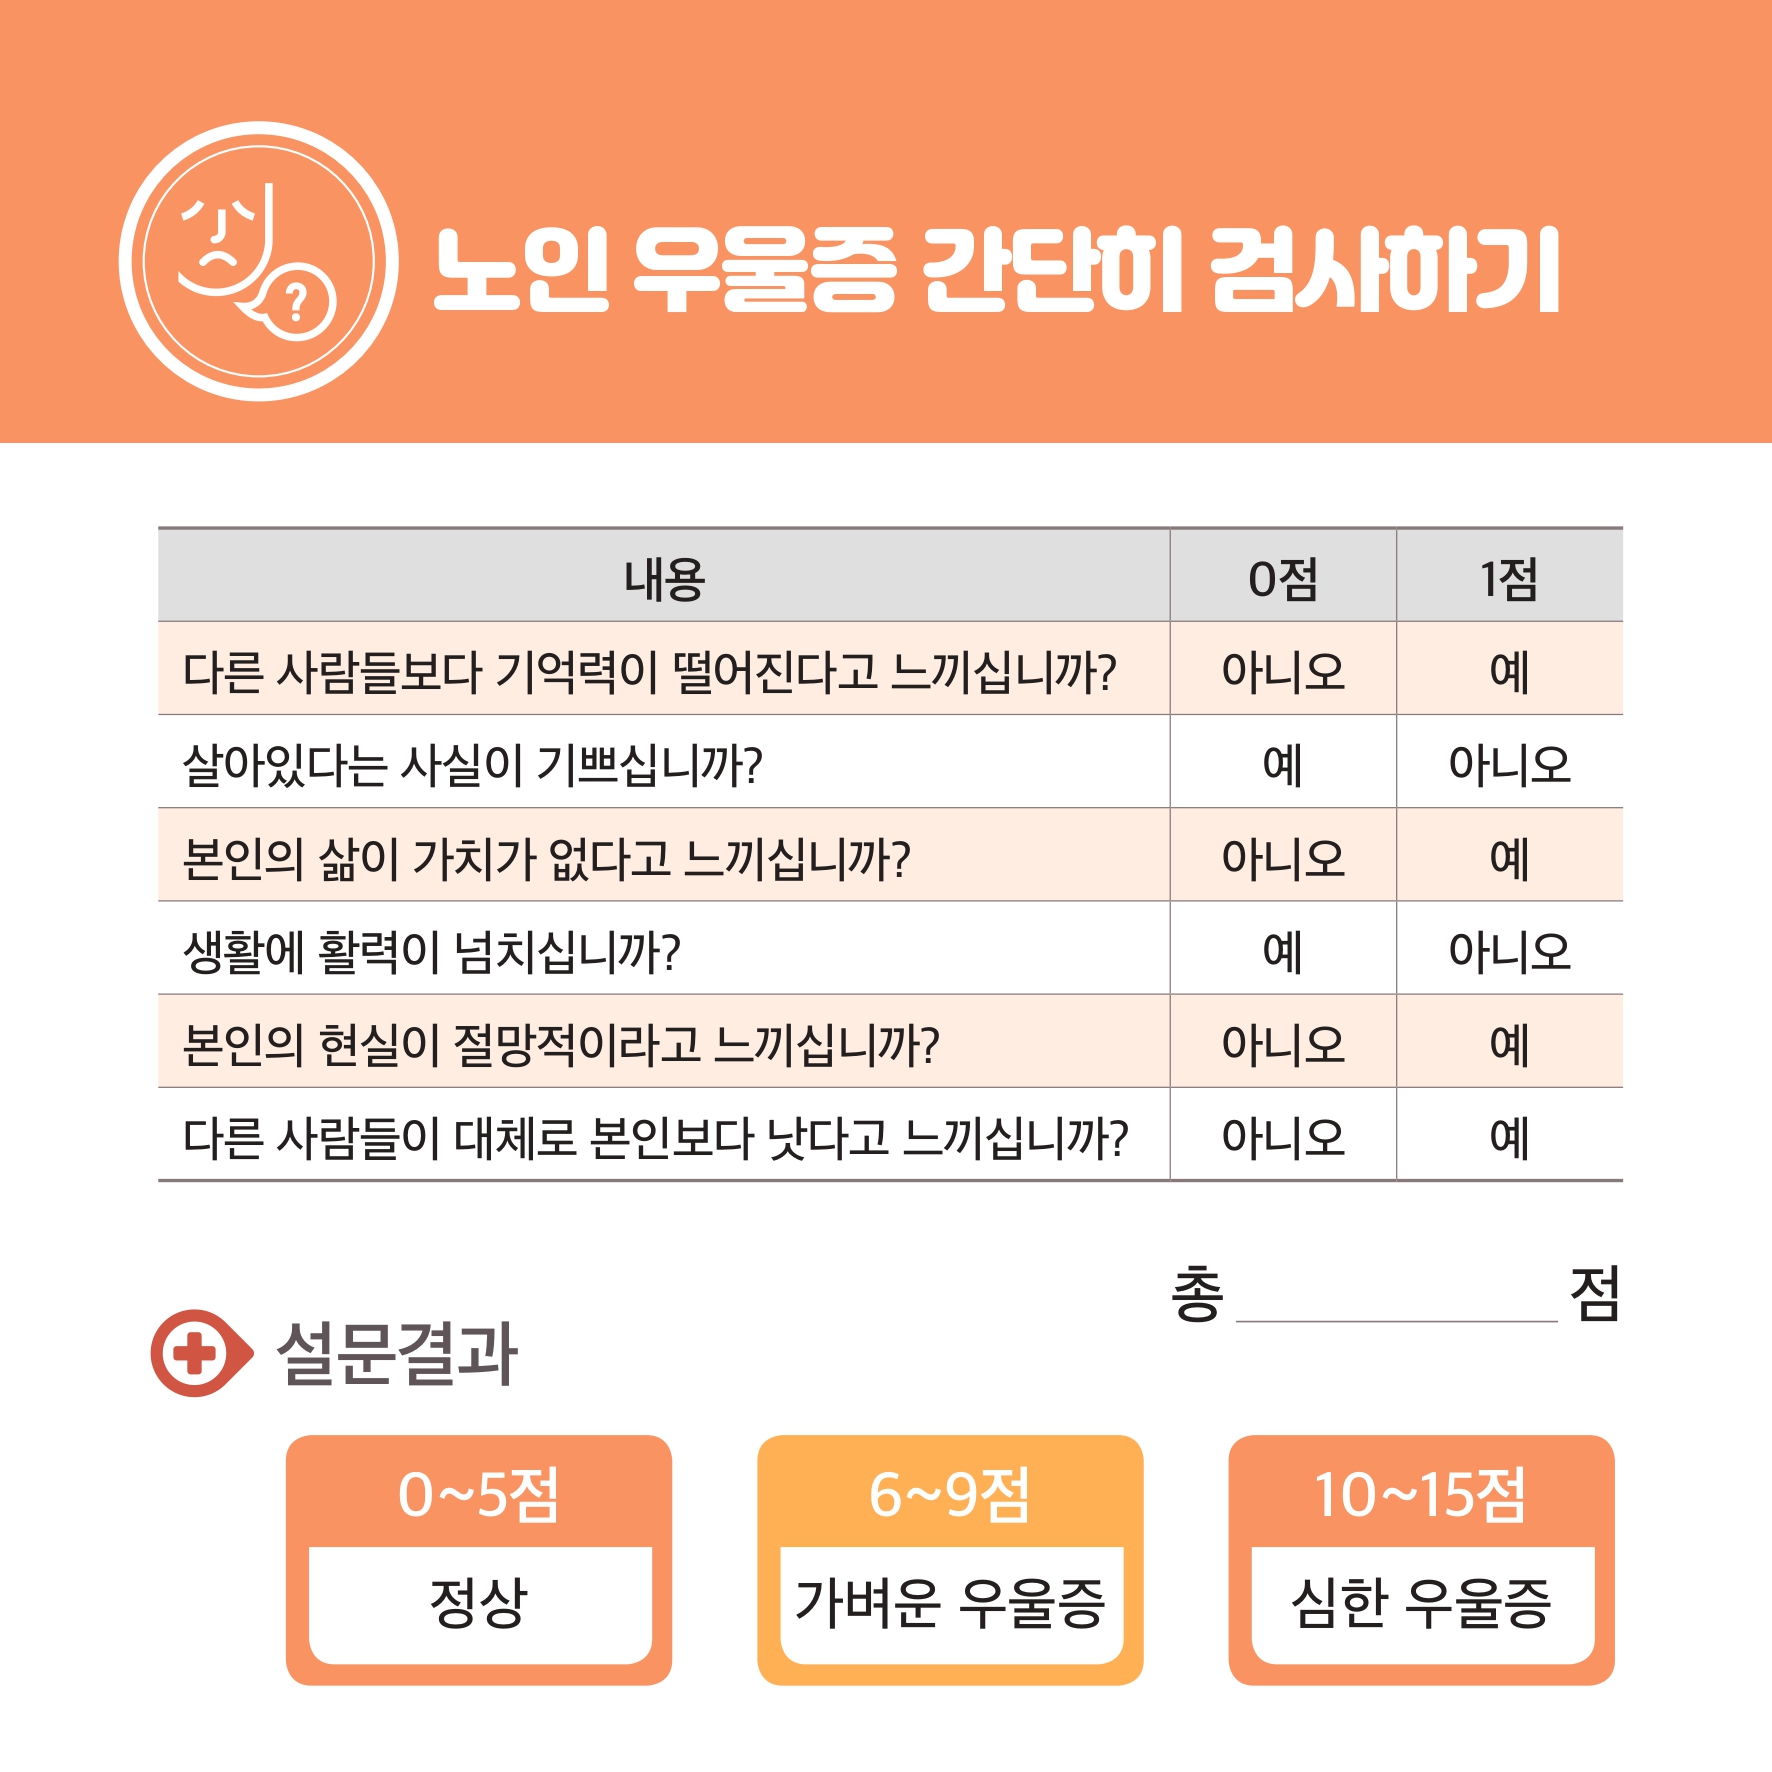 ?
노인 우울증 간단히 검사하기
내용 0점 1점
다른 사람들보다 기억력이 떨어진다고 느끼십니까? 아니오 예
살아있다는 사실이 기쁘십니까? 예 아니오
본인의 삶이 가치가 없다고 느끼십니까? 아니오 예
생활에 활력이 넘치십니까? 예 아니오
본인의 현실이 절망적이라고 느끼십니까? 아니오 예
다른 사람들이 대체로 본인보다 낫다고 느끼십니까? 아니오 예
총 점
설문결과
0~5점 6~9점 10~15점
정상 가벼운 우울증 심한 우울증